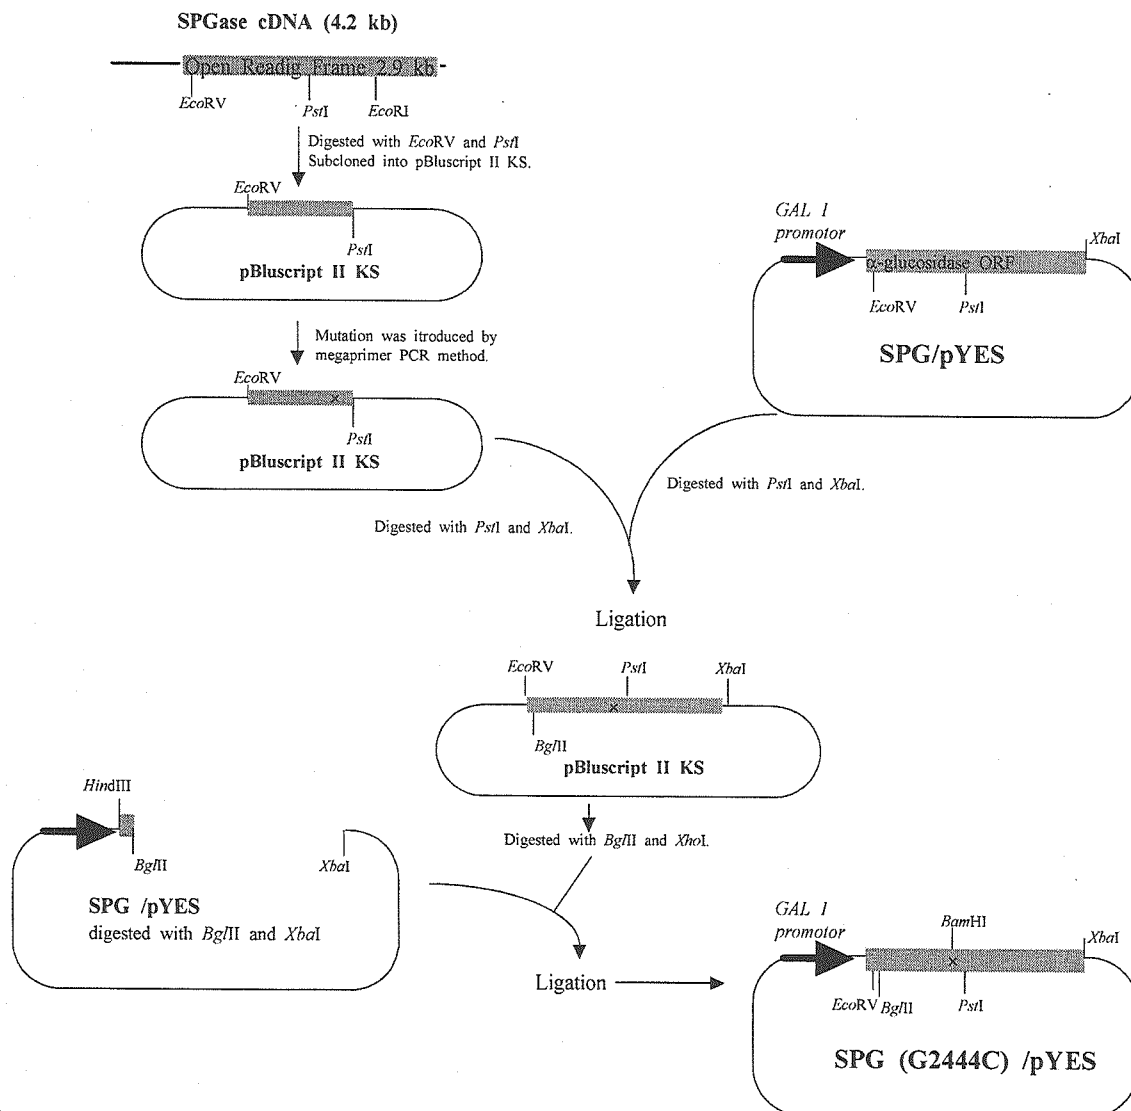 SPGase cDNA (4.2 kb)
Open Readig Frame 2.9 kb
EcoRV
PstI
EcoRI
Digested with EcoRV and PstI
Subcloned into pBluscript II KS.
EcoRV
PstI
pBluscript II KS
Mutation was itroduced by
megaprimer PCR method.
EcoRV
×
PstI
pBluscript II KS
GAL 1
promotor
XbaI
α-glucosidase ORF
EcoRV
PstI
SPG/pYES
Digested with PstI and XbaI.
Digested with PstI and XbaI.
Ligation
EcoRV
PstI
XbaI
×
BglII
pBluscript II KS
Digested with BglII and XhoI.
HindIII
BglII
XbaI
SPG /pYES
digested with BglII and XbaI
Ligation
GAL 1
promotor
BamHI
XbaI
×
EcoRV
BglII
PstI
SPG (G2444C) /pYES